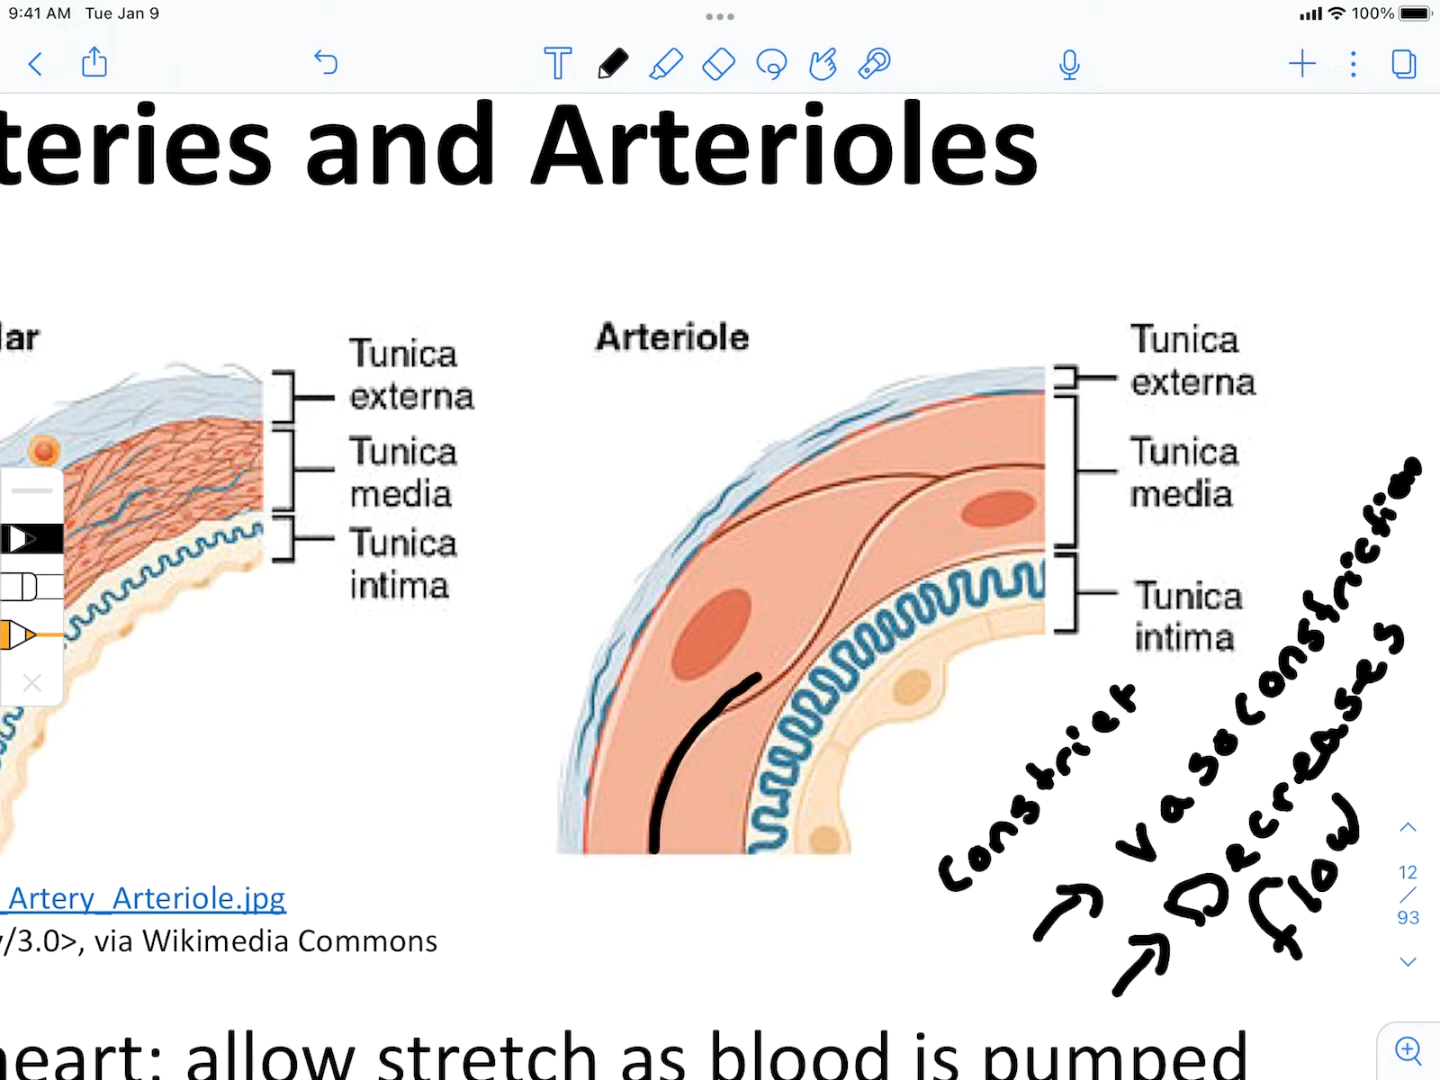 9:41 AM Tue Jan 9
100%
teries and Arterioles
lar
Tunica
externa
Tunica
media
Tunica
intima
Arteriole
Tunica
externa
Tunica
media
Tunica
intima
constrict
→ vasoconstriction
→ Decreases
flow
12
/
93
_Artery_Arteriole.jpg
y/3.0>, via Wikimedia Commons
heart: allow stretch as blood is pumped